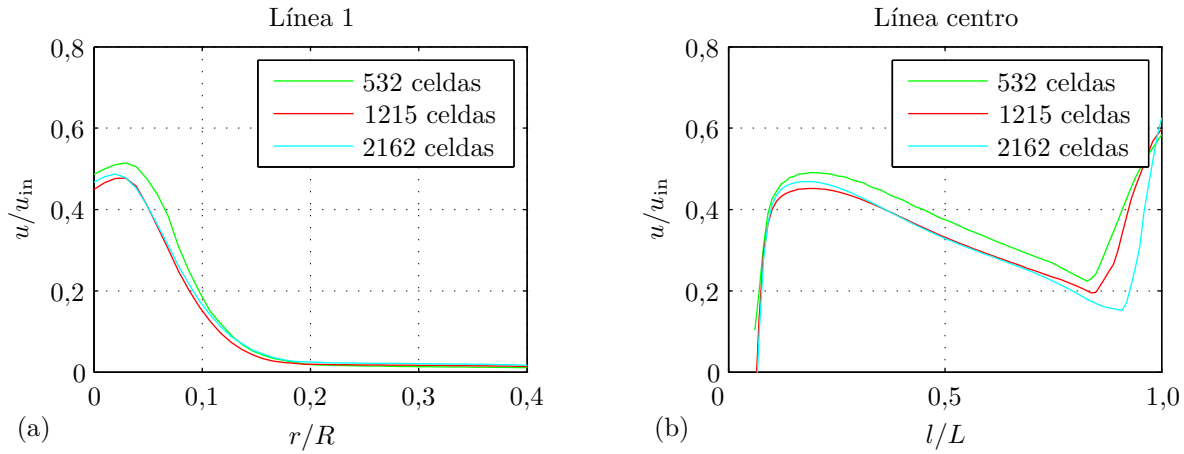 Línea 1
0,8
0,6
0,4
0,2
0
u/u_in
532 celdas
1215 celdas
2162 celdas
0
0,1
0,2
0,3
0,4
r/R
(a)
Línea centro
0,8
0,6
0,4
0,2
0
u/u_in
532 celdas
1215 celdas
2162 celdas
0
0,5
1,0
l/L
(b)